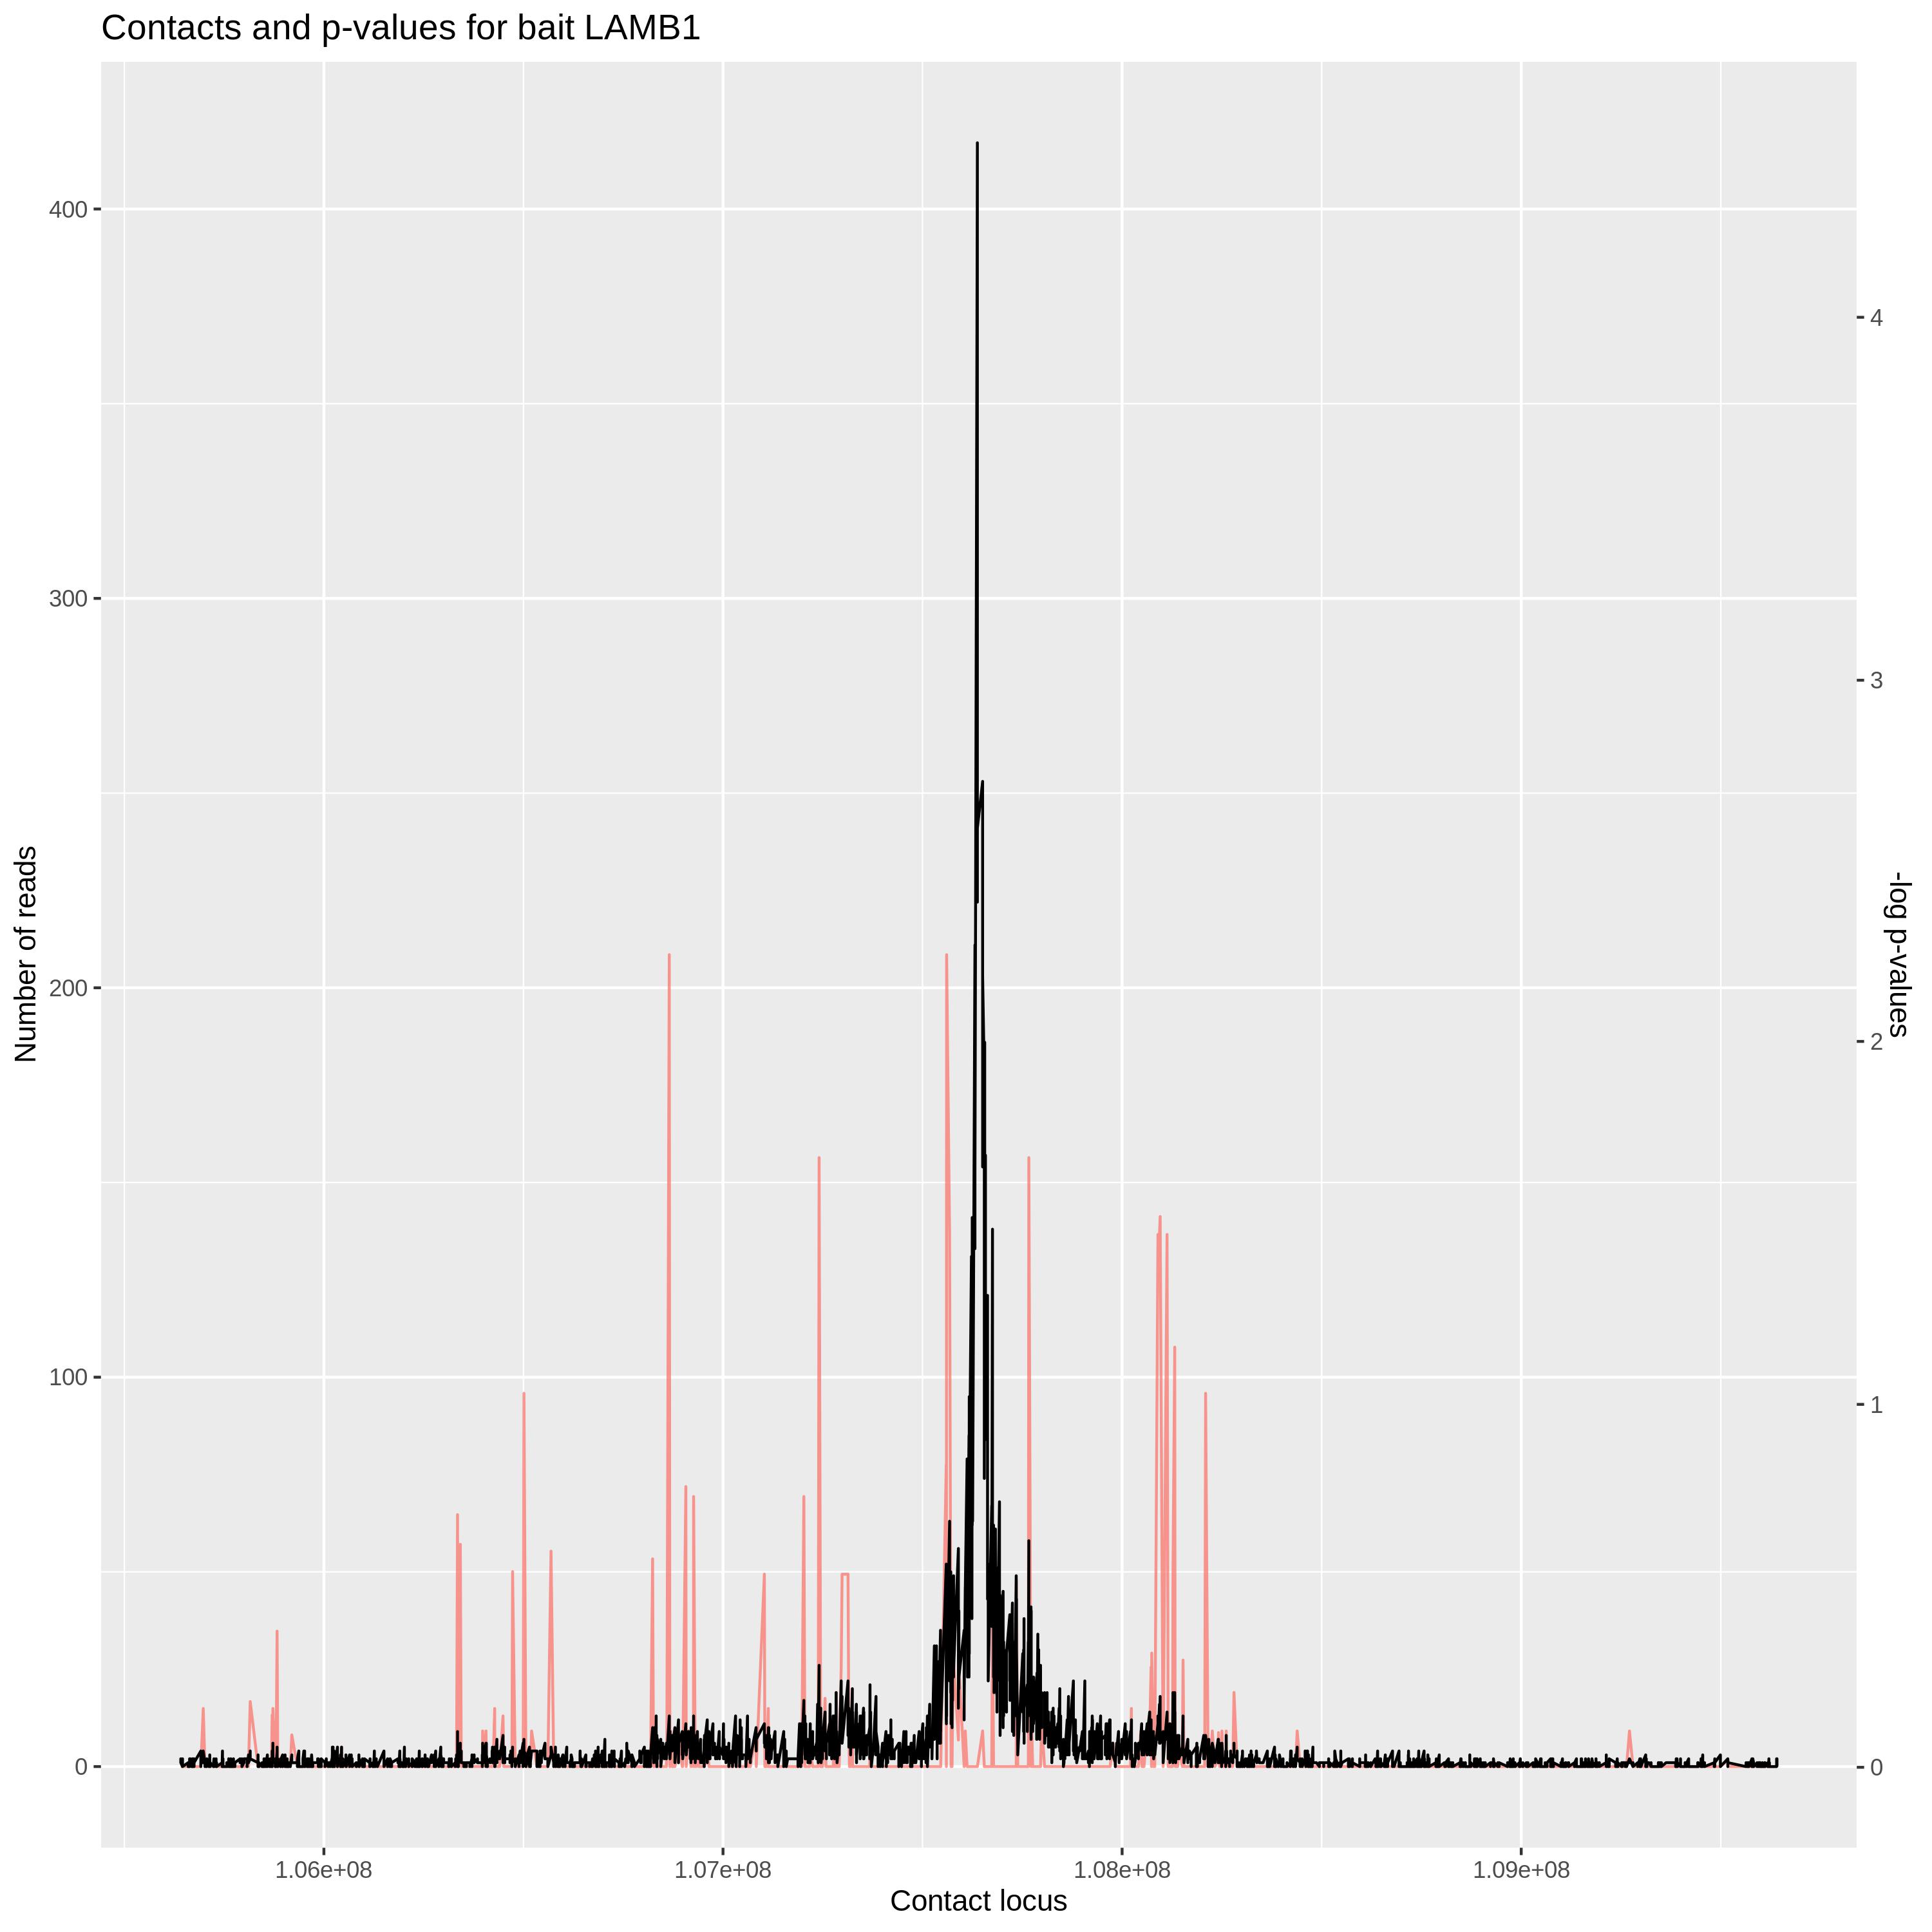 Contacts and p-values for bait LAMB1
400
300
200
100
0
Number of reads
4
3
2
1
0
-log p-values
1.06e+08
1.07e+08
1.08e+08
1.09e+08
Contact locus